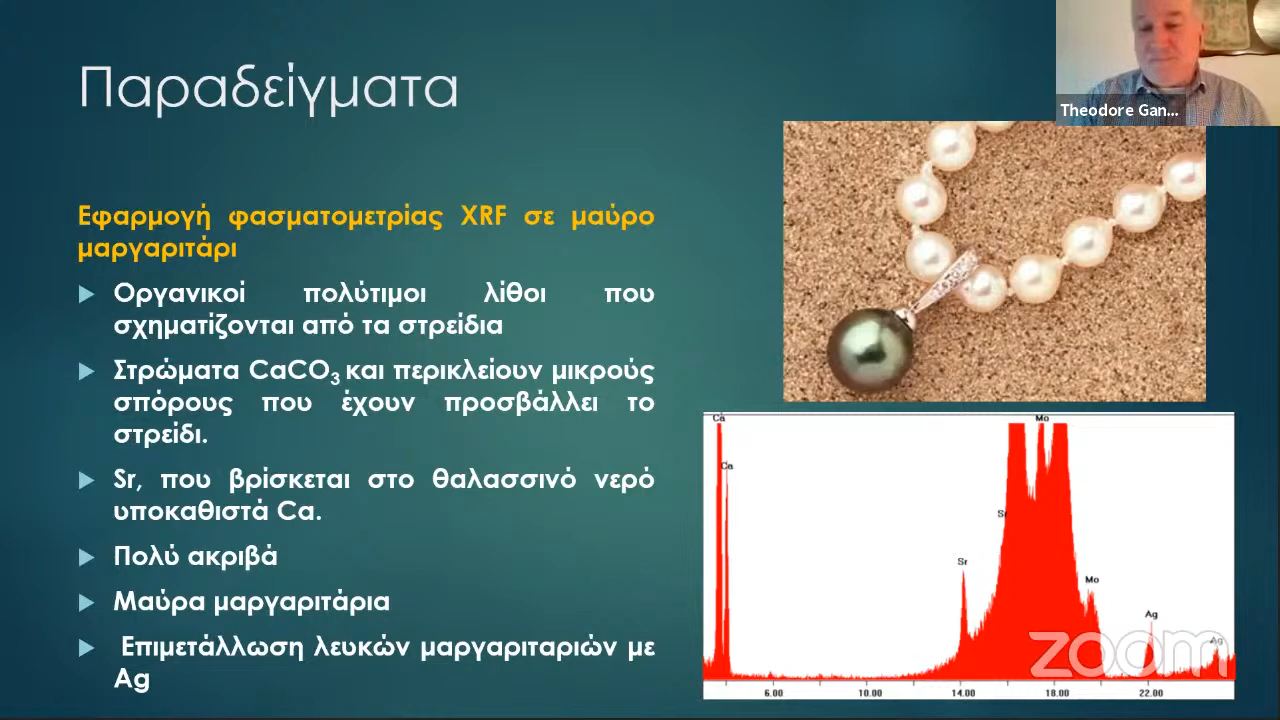 Παραδείγματα
Theodore Gan...
Εφαρμογή φασματομετρίας XRF σε μαύρο
μαργαριτάρι
Οργανικοί πολύτιμοι λίθοι που
σχηματίζονται από τα στρείδια
Στρώματα CaCO3 και περικλείουν μικρούς
σπόρους που έχουν προσβάλλει το
στρείδι.
Sr, που βρίσκεται στο θαλασσινό νερό
υποκαθιστά Ca.
Πολύ ακριβά
Μαύρα μαργαριτάρια
Επιμετάλλωση λευκών μαργαριταριών με
Ag
Ca
Mo
Ca
Sr
Sr
Mo
Ag
Ag
zoom
6.00 10.00 14.00 18.00 22.00